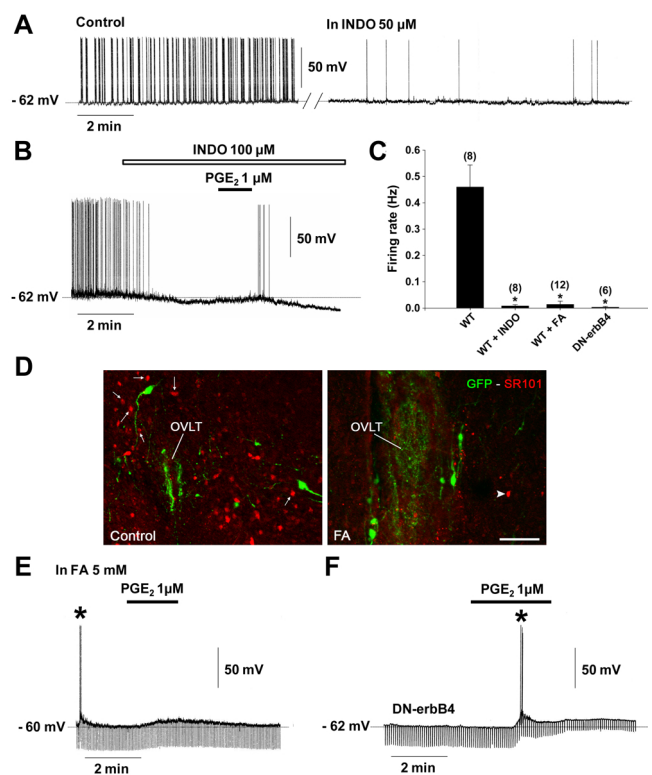 A
Control
In INDO 50 μM
50 mV
- 62 mV
2 min
B
INDO 100 μM
PGE2 1 μM
50 mV
- 62 mV
2 min
C
Firing rate (Hz)
0.6
0.5
0.4
0.3
0.2
0.1
0.0
(8)
(8)
(12)
(6)
*
*
*
WT
WT + INDO
WT + FA
DN-erbB4
D
GFP - SR101
OVLT
OVLT
Control
FA
E
In FA 5 mM
PGE2 1μM
*
50 mV
- 60 mV
2 min
F
PGE2 1μM
*
50 mV
DN-erbB4
- 62 mV
2 min